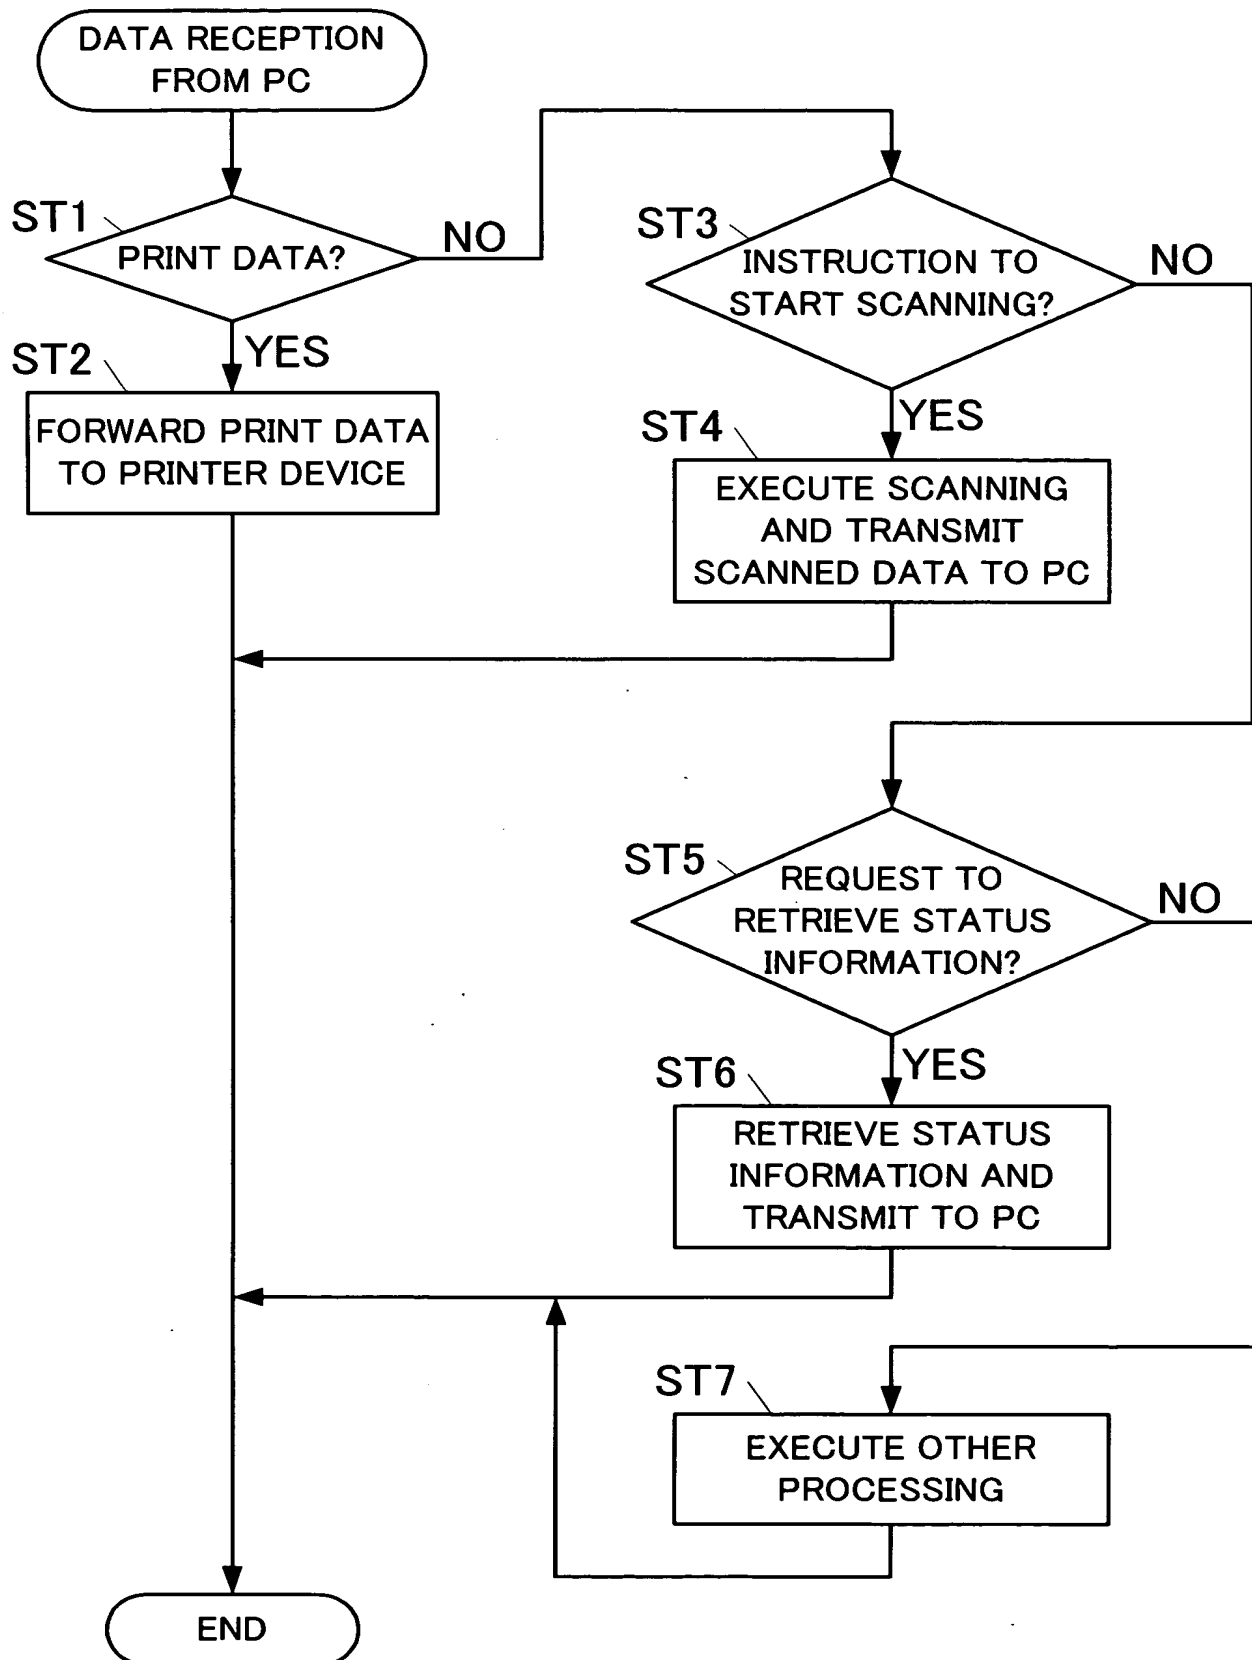 DATA RECEPTION
FROM PC
ST1
PRINT DATA?
NO
YES
ST2
FORWARD PRINT DATA
TO PRINTER DEVICE
ST3
INSTRUCTION TO
START SCANNING?
NO
YES
ST4
EXECUTE SCANNING
AND TRANSMIT
SCANNED DATA TO PC
ST5
REQUEST TO
RETRIEVE STATUS
INFORMATION?
NO
YES
ST6
RETRIEVE STATUS
INFORMATION AND
TRANSMIT TO PC
ST7
EXECUTE OTHER
PROCESSING
END